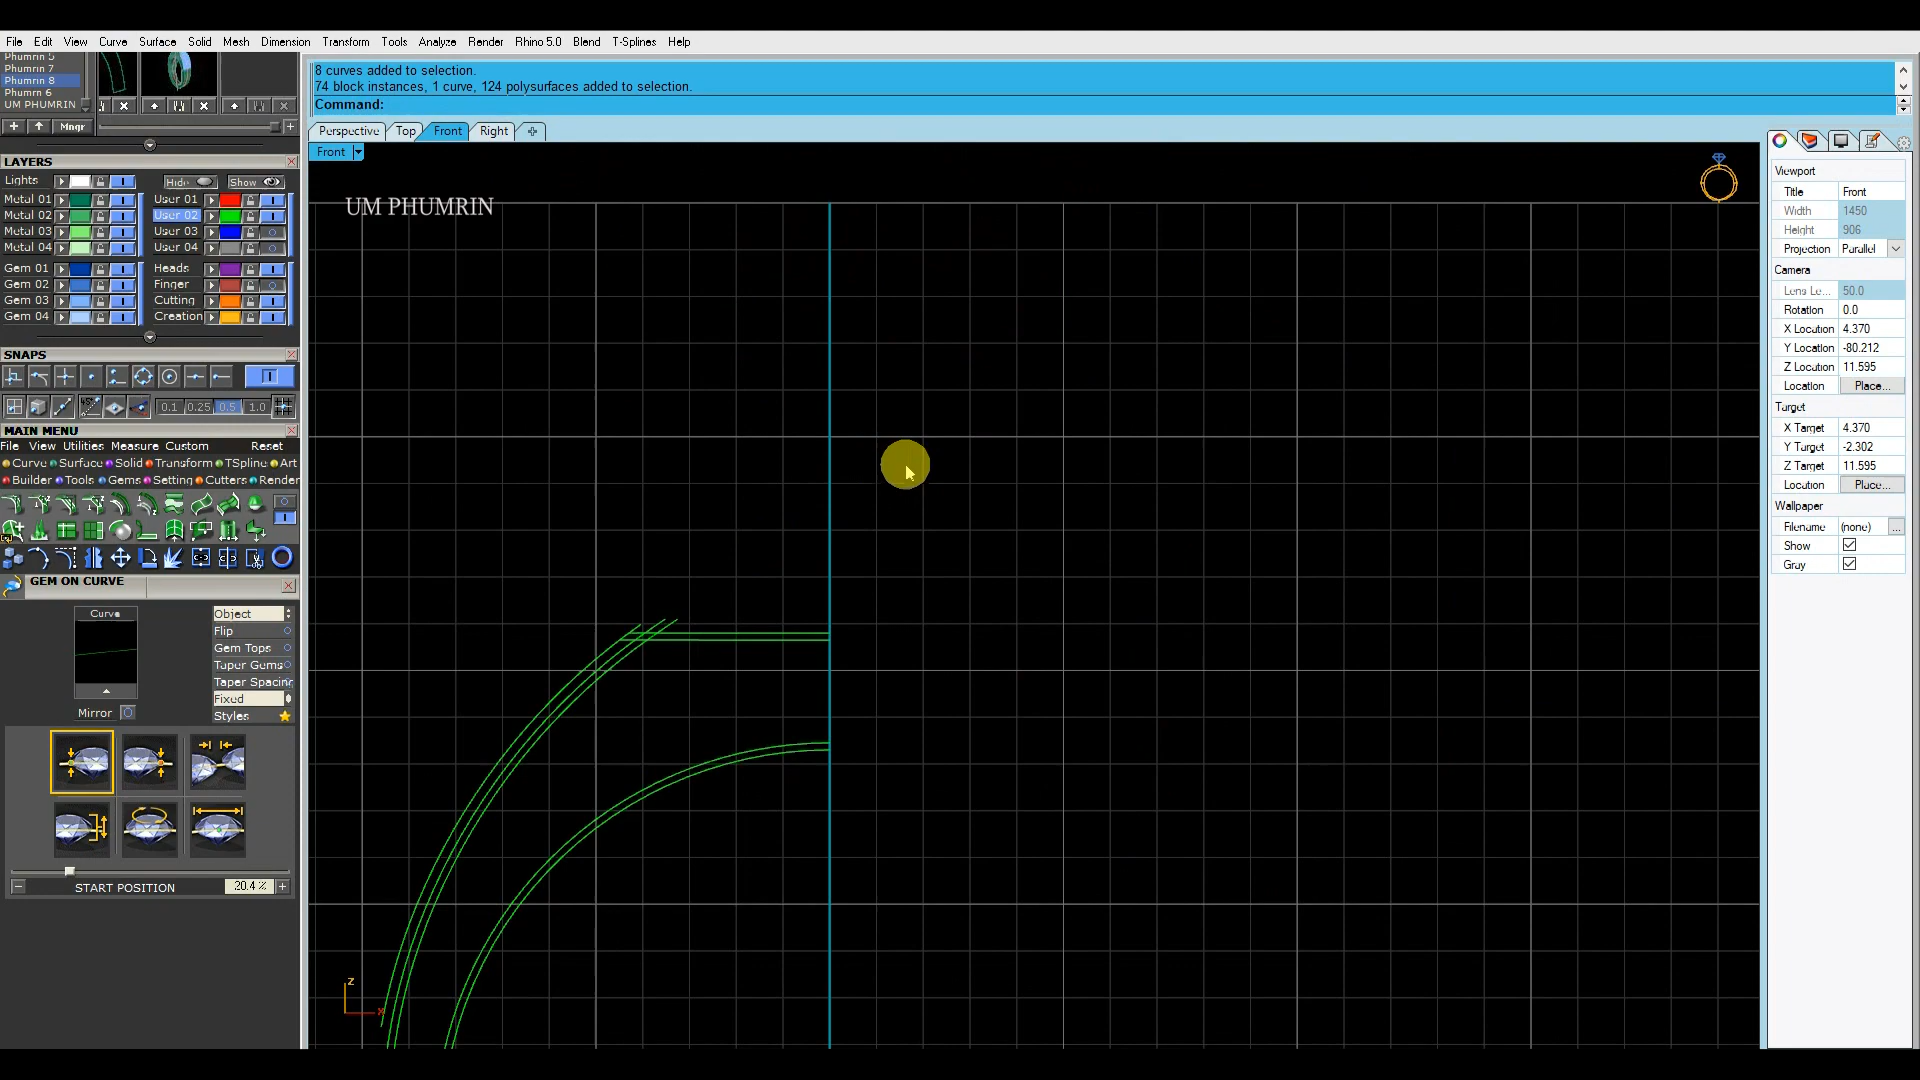 File Edit View Curve Surface Solid Mesh Dimension Transform Tools Analyze Render Rhino 5.0 Blend T-Splines Help
Phumrin 5
Phumrin 7
Phumrin 8
Phumrn 6
UM PHUMRIN
Mngr
8 curves added to selection.
74 block instances, 1 curve, 124 polysurfaces added to selection.
Command:
Perspective Top Front Right
Front
UM PHUMRIN
LAYERS
Lights Hide Show
Metal 01 User 01
Metal 02 User 02
Metal 03 User 03
Metal 04 User 04
Gem 01 Heads
Gem 02 Finger
Gem 03 Cutting
Gem 04 Creation
SNAPS
0.1 0.25 0.5 1.0
MAIN MENU
File View Utilities Measure Custom Reset
Curve Surface Solid Transform TSpline Art
Builder Tools Gems Setting Cutters Render
GEM ON CURVE
Curve
Object
Flip
Gem Tops
Taper Gems
Taper Spacing
Fixed
Styles
Mirror
START POSITION 20.4 %
z
x
Viewport
Title Front
Width 1450
Height 906
Projection Parallel
Camera
Lens Le... 50.0
Rotation 0.0
X Location 4.370
Y Location -80.212
Z Location 11.595
Location Place...
Target
X Target 4.370
Y Target -2.302
Z Target 11.595
Location Place...
Wallpaper
Filename (none) ...
Show
Gray